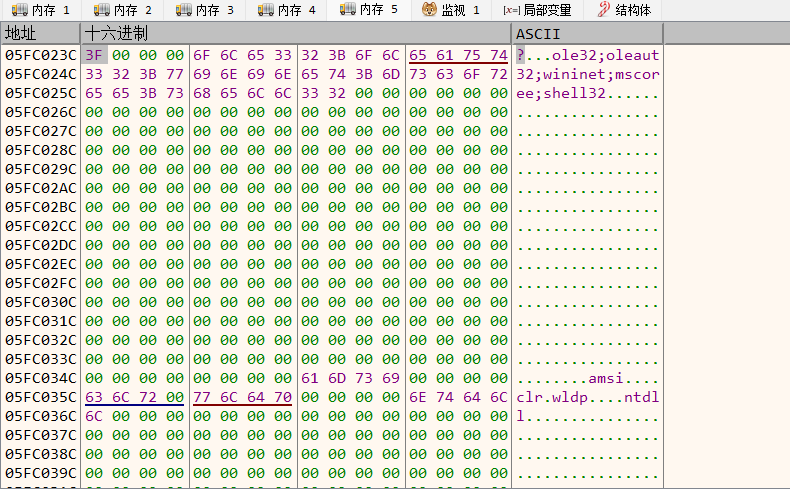 内存 1 内存 2 内存 3 内存 4 内存 5 监视 1 [x=] 局部变量 结构体
地址 十六进制 ASCII
05FC023C 3F 00 00 00 6F 6C 65 33 32 3B 6F 6C 65 61 75 74 ?...ole32;oleaut
05FC024C 33 32 3B 77 69 6E 69 6E 65 74 3B 6D 73 63 6F 72 32;wininet;mscor
05FC025C 65 65 3B 73 68 65 6C 6C 33 32 00 00 00 00 00 00 ee;shell32......
05FC026C 00 00 00 00 00 00 00 00 00 00 00 00 00 00 00 00 ................
05FC027C 00 00 00 00 00 00 00 00 00 00 00 00 00 00 00 00 ................
05FC028C 00 00 00 00 00 00 00 00 00 00 00 00 00 00 00 00 ................
05FC029C 00 00 00 00 00 00 00 00 00 00 00 00 00 00 00 00 ................
05FC02AC 00 00 00 00 00 00 00 00 00 00 00 00 00 00 00 00 ................
05FC02BC 00 00 00 00 00 00 00 00 00 00 00 00 00 00 00 00 ................
05FC02CC 00 00 00 00 00 00 00 00 00 00 00 00 00 00 00 00 ................
05FC02DC 00 00 00 00 00 00 00 00 00 00 00 00 00 00 00 00 ................
05FC02EC 00 00 00 00 00 00 00 00 00 00 00 00 00 00 00 00 ................
05FC02FC 00 00 00 00 00 00 00 00 00 00 00 00 00 00 00 00 ................
05FC030C 00 00 00 00 00 00 00 00 00 00 00 00 00 00 00 00 ................
05FC031C 00 00 00 00 00 00 00 00 00 00 00 00 00 00 00 00 ................
05FC032C 00 00 00 00 00 00 00 00 00 00 00 00 00 00 00 00 ................
05FC033C 00 00 00 00 00 00 00 00 00 00 00 00 00 00 00 00 ................
05FC034C 00 00 00 00 00 00 00 00 61 6D 73 69 00 00 00 00 ........amsi....
05FC035C 63 6C 72 00 77 6C 64 70 00 00 00 00 6E 74 64 6C clr.wldp....ntdl
05FC036C 6C 00 00 00 00 00 00 00 00 00 00 00 00 00 00 00 l...............
05FC037C 00 00 00 00 00 00 00 00 00 00 00 00 00 00 00 00 ................
05FC038C 00 00 00 00 00 00 00 00 00 00 00 00 00 00 00 00 ................
05FC039C 00 00 00 00 00 00 00 00 00 00 00 00 00 00 00 00 ................